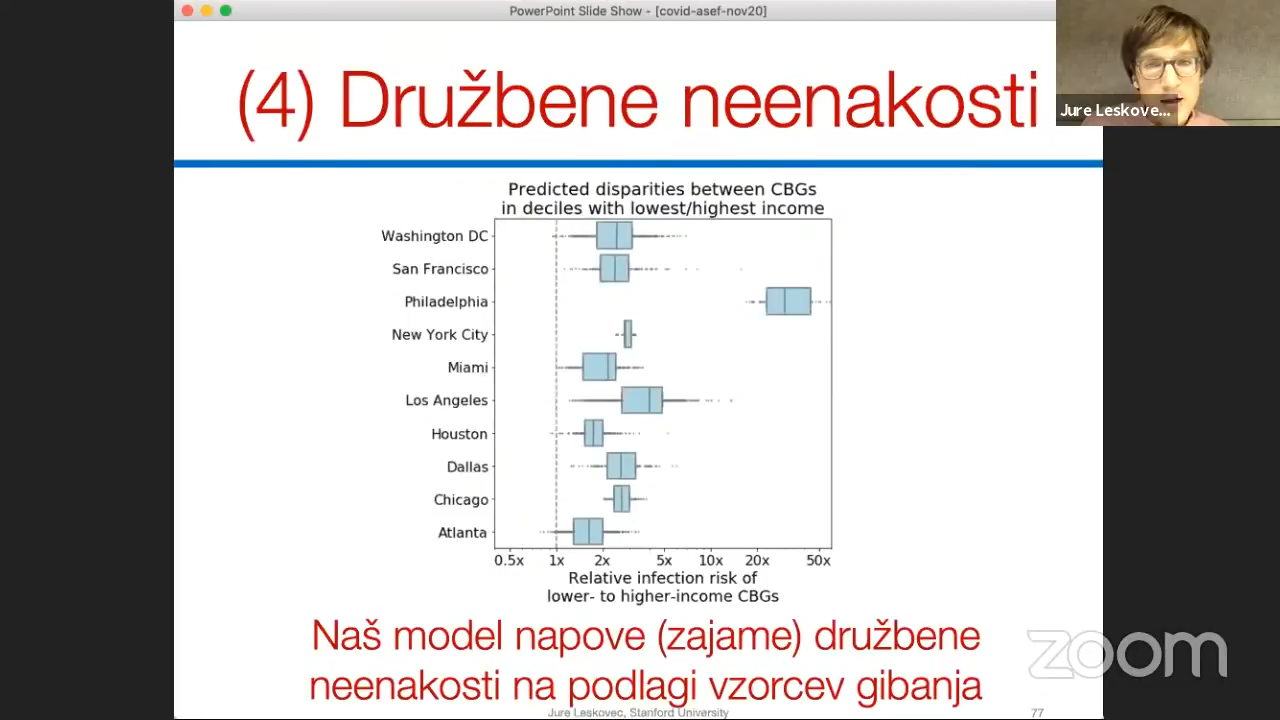 PowerPoint Slide Show - [covid-asef-nov20]
(4) Družbene neenakosti
Jure Leskove...
Predicted disparities between CBGs
in deciles with lowest/highest income
Washington DC
San Francisco
Philadelphia
New York City
Miami
Los Angeles
Houston
Dallas
Chicago
Atlanta
0.5x 1x 2x 5x 10x 20x 50x
Relative infection risk of
lower- to higher-income CBGs
Naš model napove (zajame) družbene
neenakosti na podlagi vzorcev gibanja
zoom
Jure Leskovec, Stanford University 77